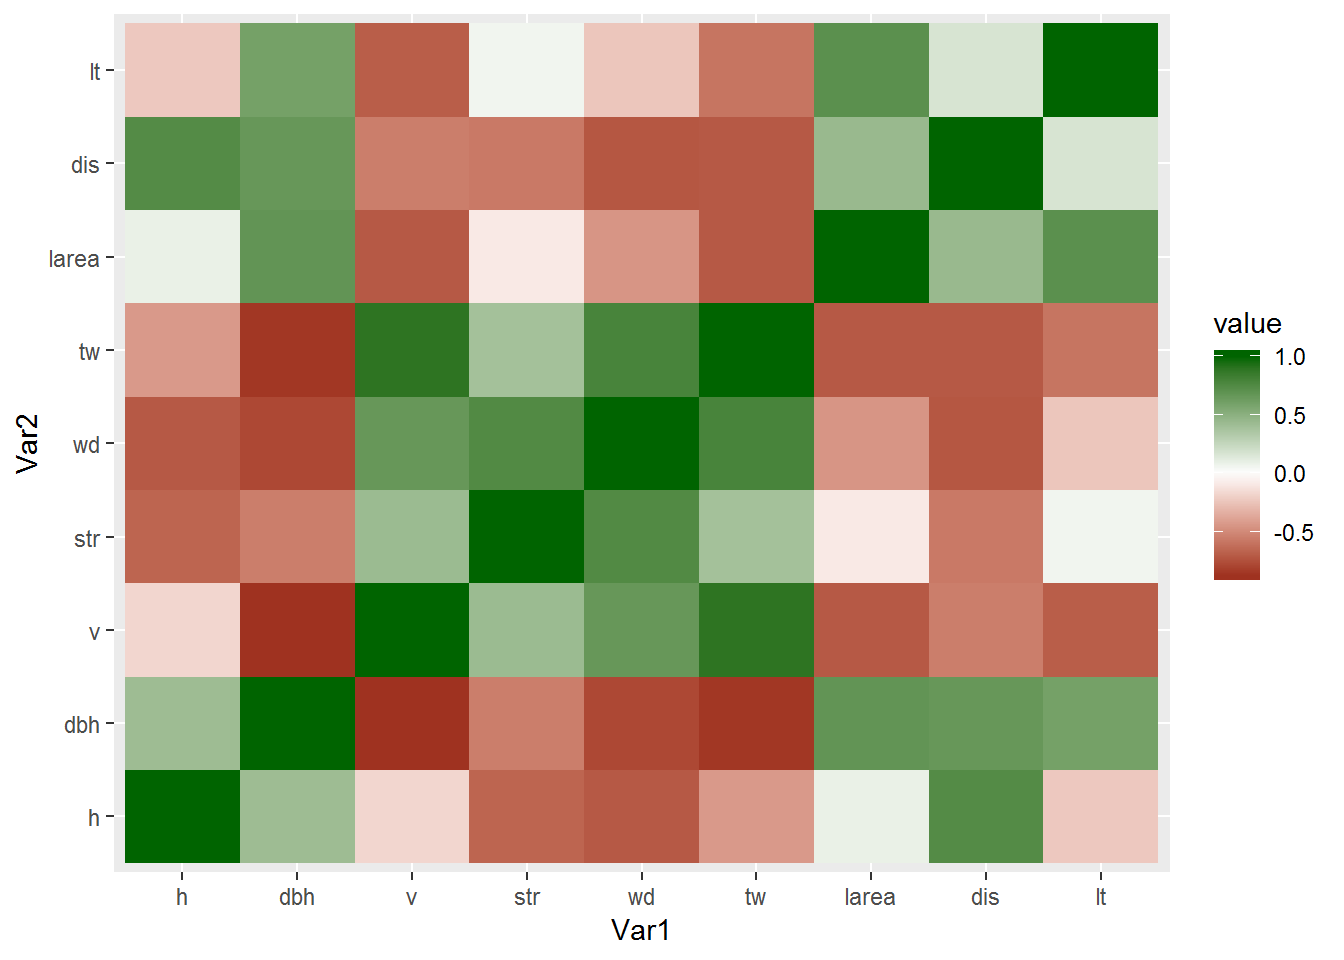 lt
dis
larea
tw
wd
str
v
dbh
h
Var2
h dbh v str wd tw larea dis lt
Var1
value
1.0
0.5
0.0
-0.5